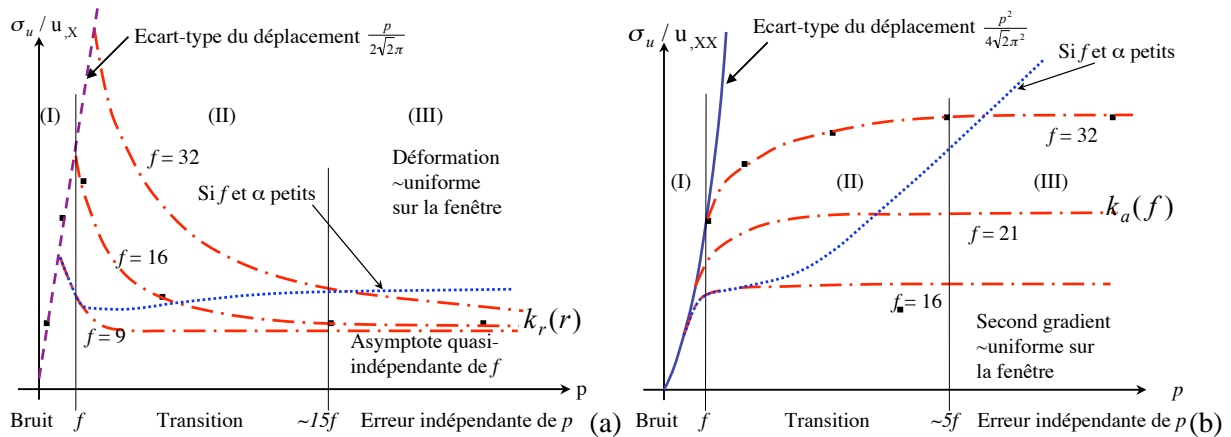 σu / u,X
Ecart-type du déplacement p / 2√2π
(I)
(II)
(III)
f = 32
Déformation
~uniforme
sur la fenêtre
Si f et α petits
f = 16
f = 9
kr(r)
Asymptote quasi-
indépendante de f
p
Bruit
f
Transition
~15f
Erreur indépendante de p
(a)
σu / u,XX
Ecart-type du déplacement p² / 4√2π²
Si f et α petits
f = 32
(I)
(II)
(III)
ka(f)
f = 21
f = 16
Second gradient
~uniforme sur
la fenêtre
p
Bruit
f
Transition
~5f
Erreur indépendante de p
(b)